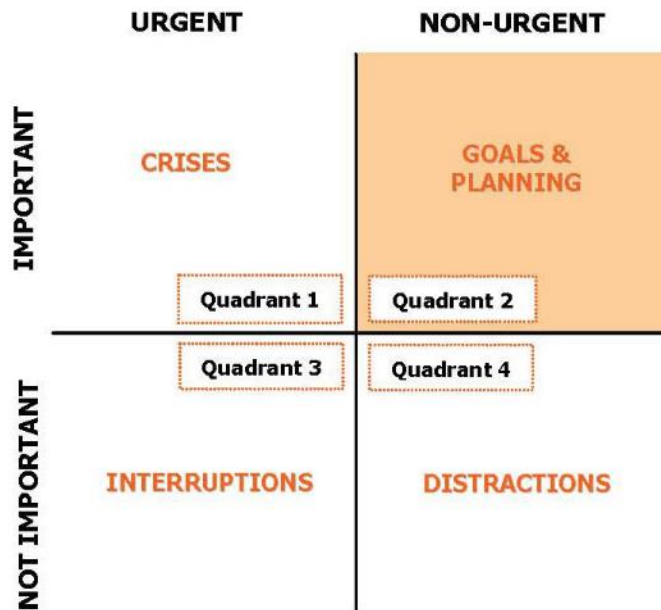 URGENT
NON-URGENT
IMPORTANT
CRISES
GOALS &
PLANNING
Quadrant 1
Quadrant 2
NOT IMPORTANT
Quadrant 3
Quadrant 4
INTERRUPTIONS
DISTRACTIONS